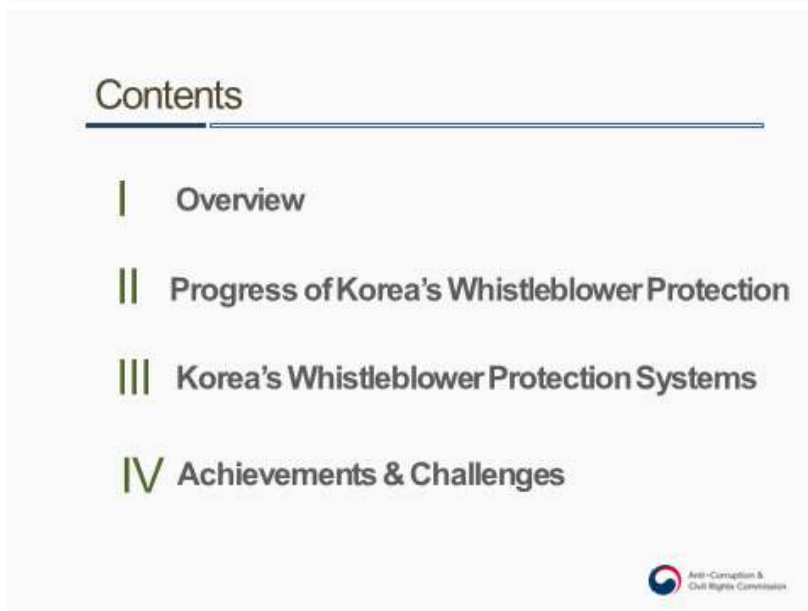 Contents
I Overview
II Progress of Korea's Whistleblower Protection
III Korea's Whistleblower Protection Systems
IV Achievements & Challenges
Anti-Corruption &
Civil Rights Commission